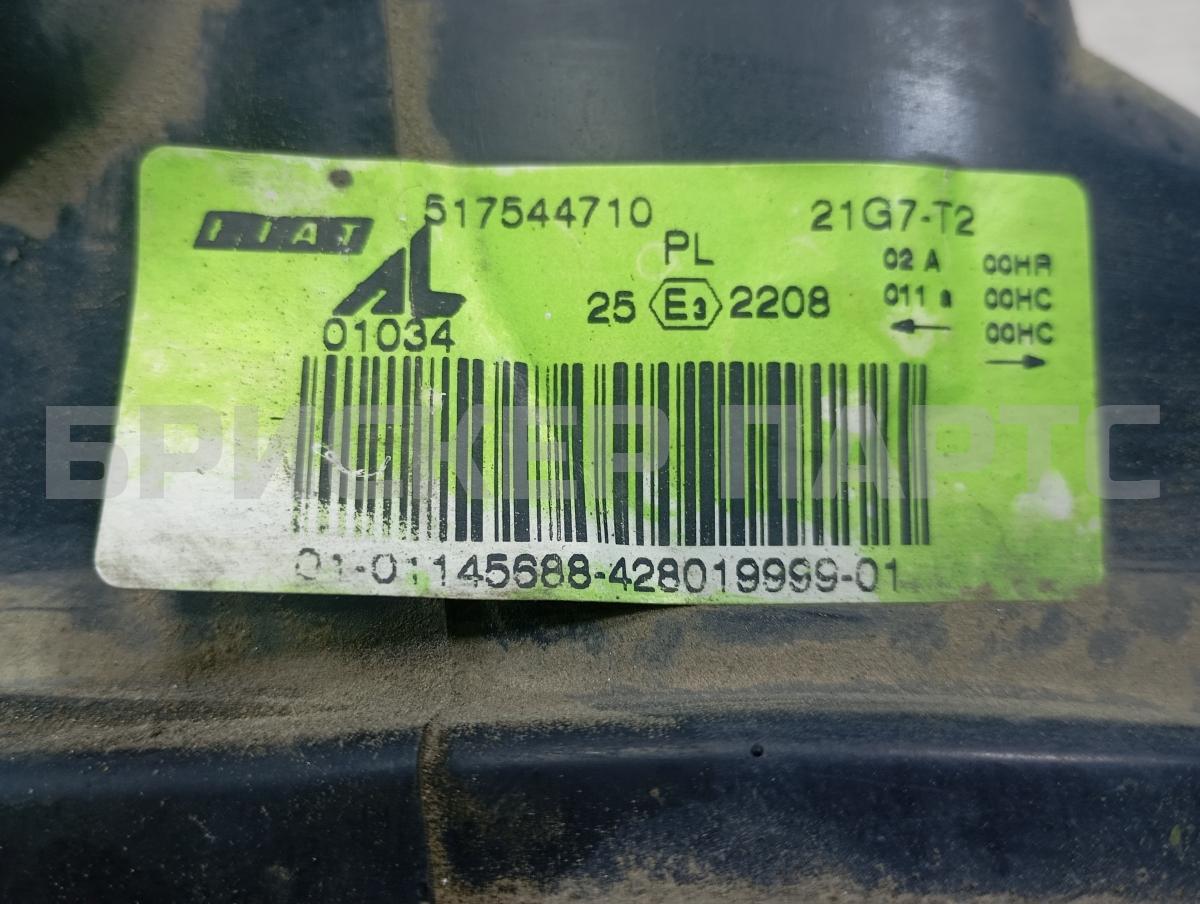 FIAT 517544710 21G7-T2
AL PL 02 A 00HR
25 E3 2208 011 a 00HC
01034 ← 00HC
→
БРИСКЕР ПАРТС
01-01145688-428019999-01